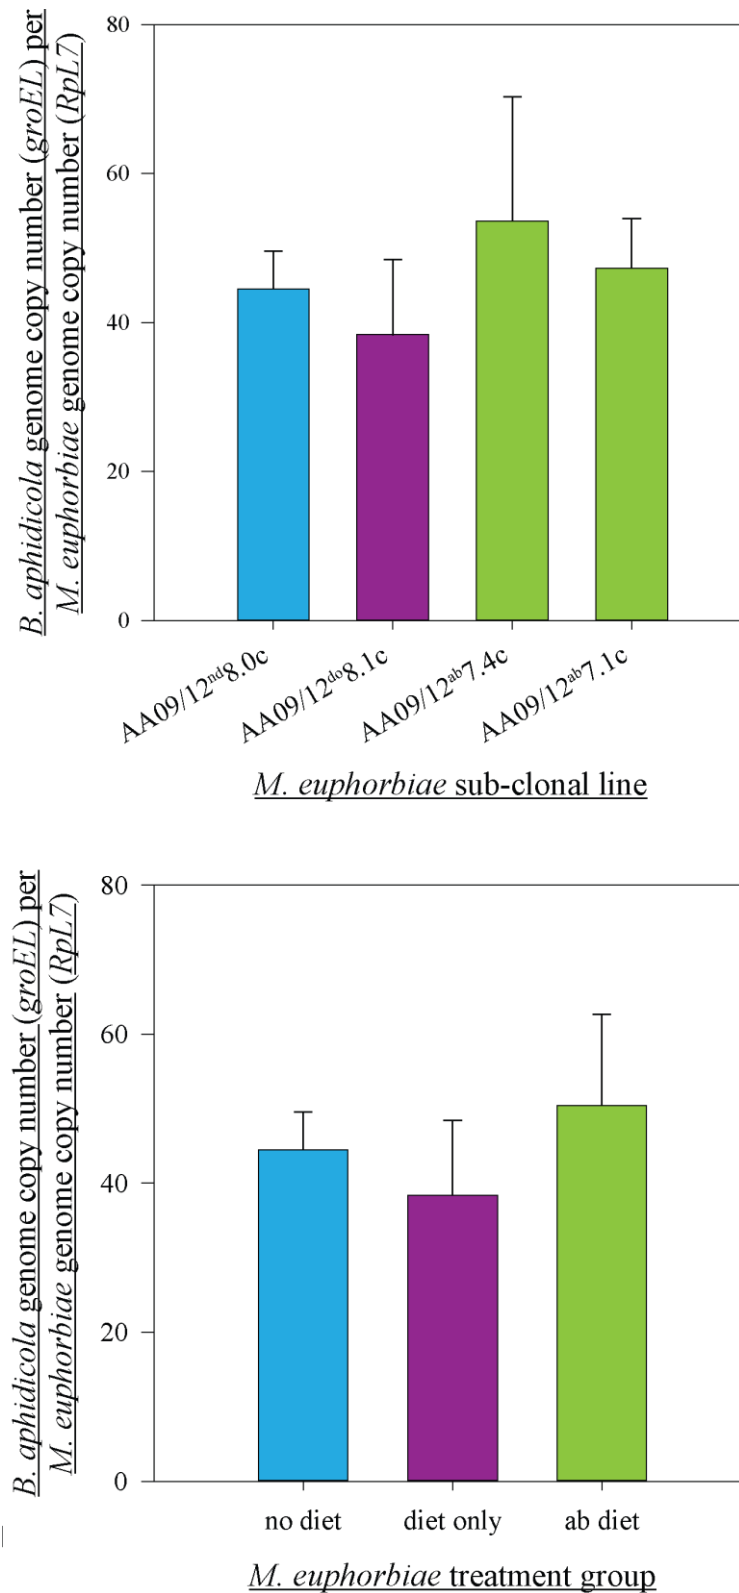 B. aphidicola genome copy number (groEL) per
M. euphorbiae genome copy number (RpL7)
80
60
40
20
0
AA09/12ⁿᵈ8.0c
AA09/12ᵈᵒ8.1c
AA09/12ᵃᵇ7.4c
AA09/12ᵃᵇ7.1c
M. euphorbiae sub-clonal line
B. aphidicola genome copy number (groEL) per
M. euphorbiae genome copy number (RpL7)
80
60
40
20
0
no diet diet only ab diet
M. euphorbiae treatment group